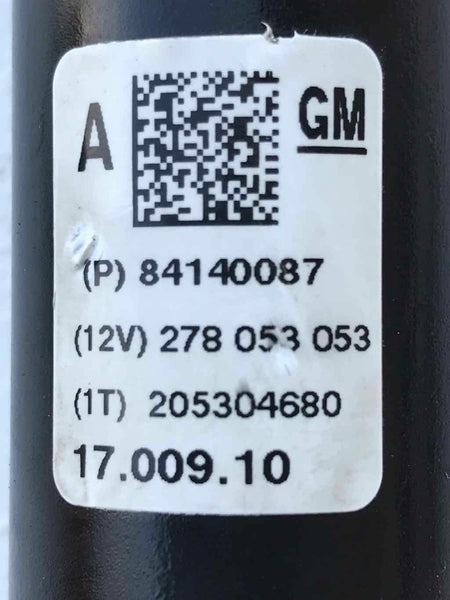 A GM
(P) 84140087
(12V) 278 053 053
(1T) 205304680
17.009.10